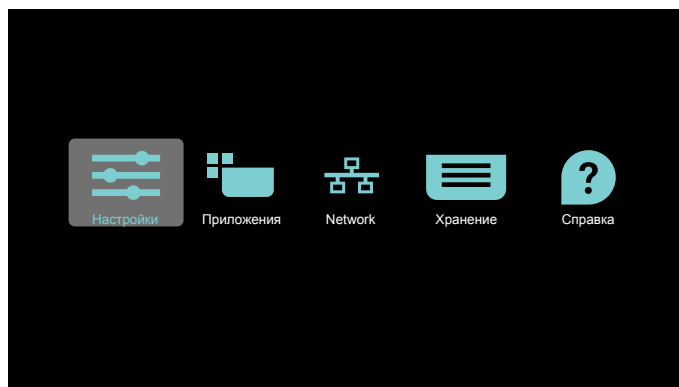 Настройки
Приложения
Network
Хранение
Справка